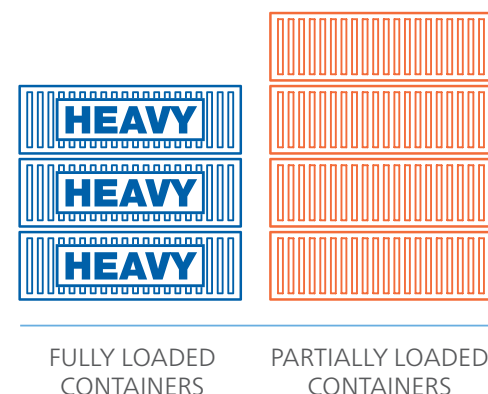 HEAVY
HEAVY
HEAVY
FULLY LOADED
CONTAINERS
PARTIALLY LOADED
CONTAINERS